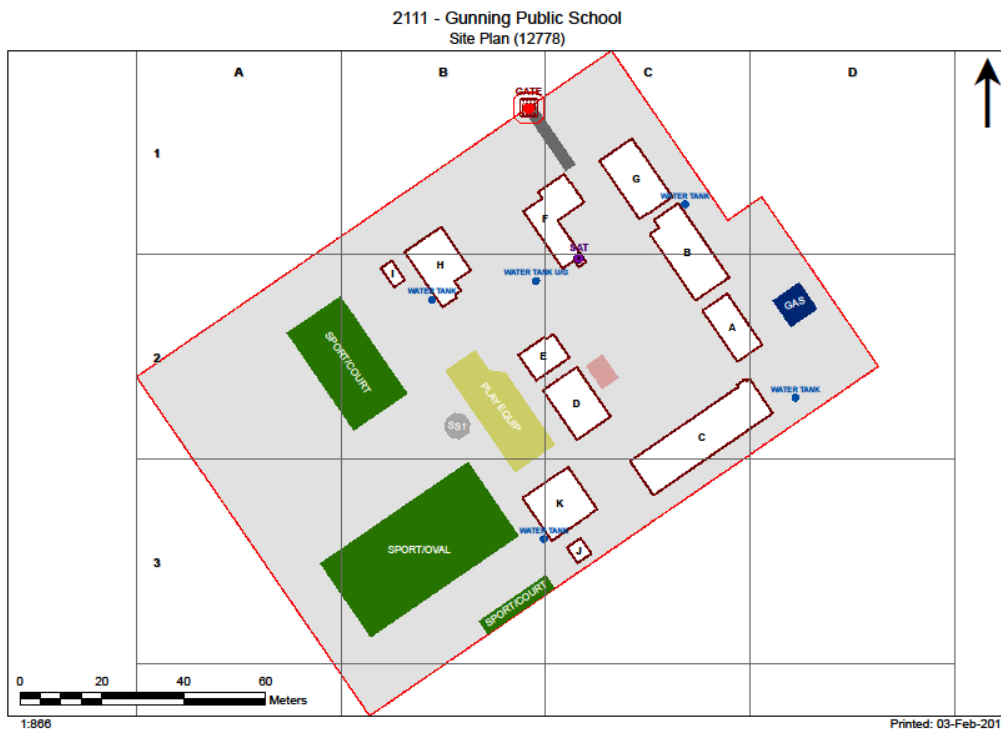 2111 - Gunning Public School
Site Plan (12778)
A
B
C
D
GATE
1
G
WATER TANK
F
SAT
B
H
I
WATER TANK U/G
WATER TANK
GAS
A
2
SPORT/COURT
E
PLAY EQUIP
D
WATER TANK
SS1
C
K
WATER TANK
SPORT/OVAL
J
3
SPORT/COURT
0 20 40 60
Meters
1:866
Printed: 03-Feb-201